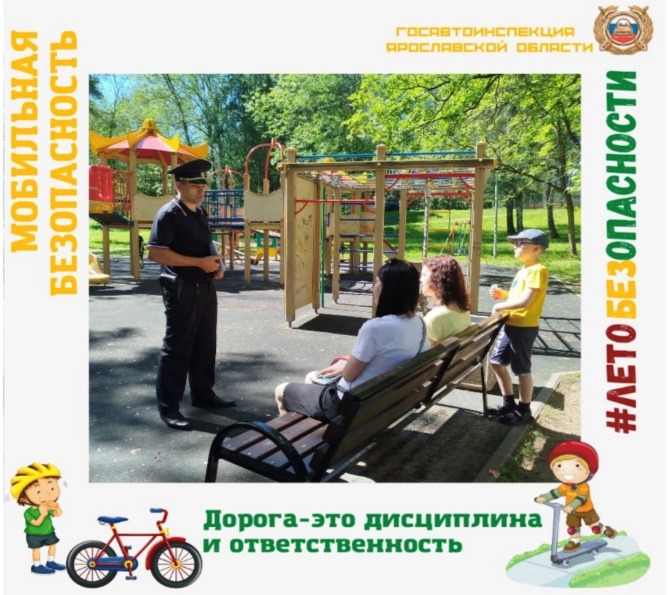 ГОСАВТОИНСПЕКЦИЯ
ЯРОСЛАВСКОЙ ОБЛАСТИ
МОБИЛЬНАЯ
БЕЗОПАСНОСТЬ
#ЛЕТОБЕЗОПАСНОСТИ
Дорога-это дисциплина
и ответственность